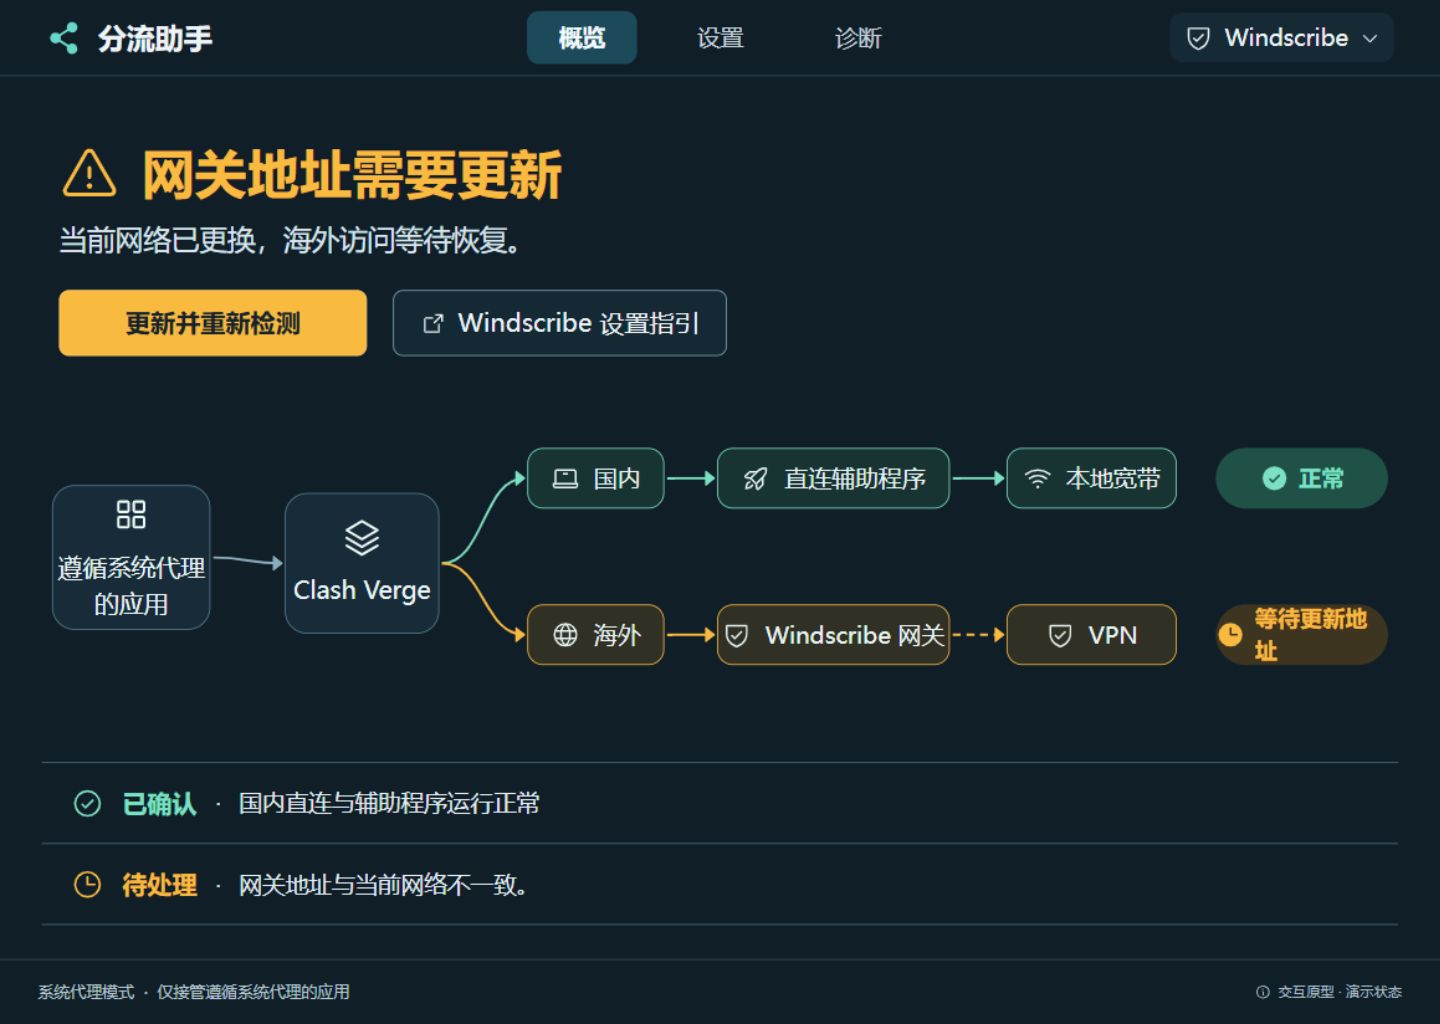 分流助手
概览
设置
诊断
Windscribe
网关地址需要更新
当前网络已更换，海外访问等待恢复。
更新并重新检测
Windscribe 设置指引
遵循系统代理
的应用
Clash Verge
国内
直连辅助程序
本地宽带
正常
海外
Windscribe 网关
VPN
等待更新地
址
已确认 · 国内直连与辅助程序运行正常
待处理 · 网关地址与当前网络不一致。
系统代理模式 · 仅接管遵循系统代理的应用
交互原型 · 演示状态